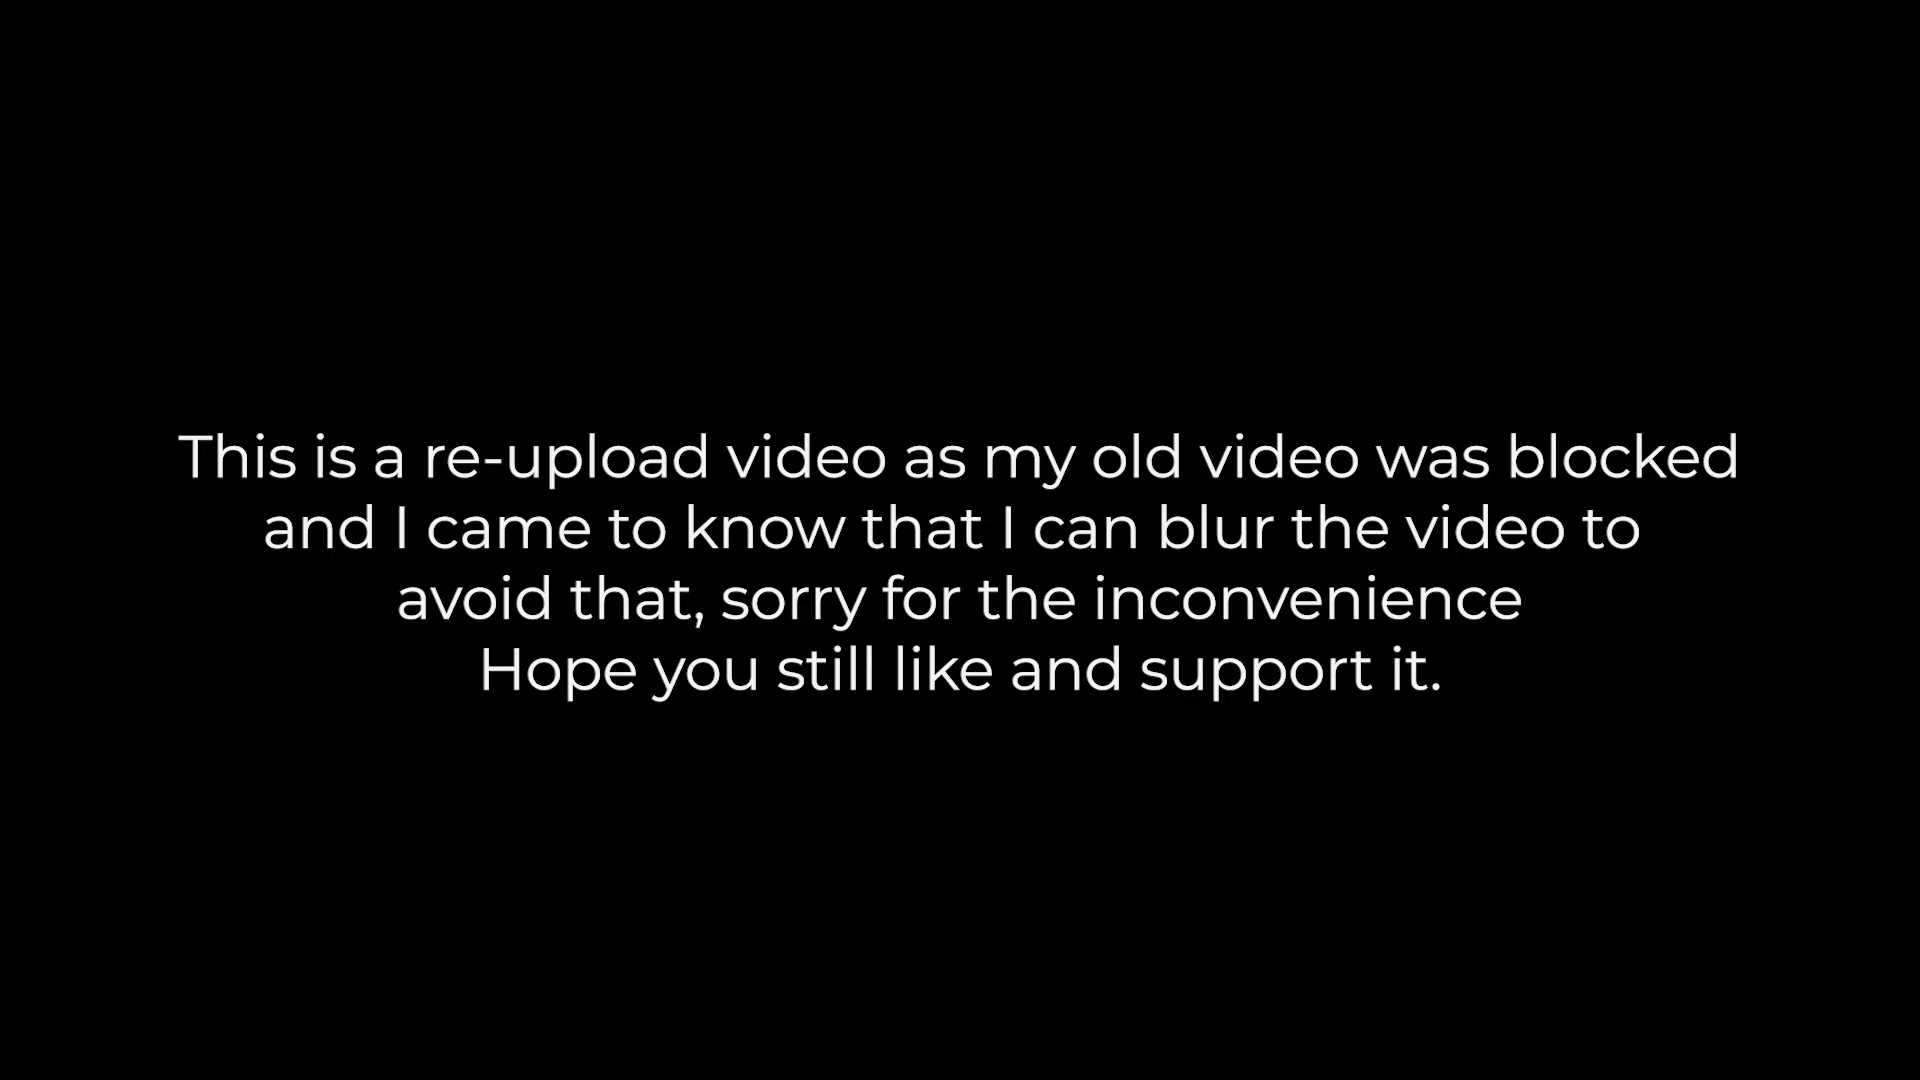 This is a re-upload video as my old video was blocked
and I came to know that I can blur the video to
avoid that, sorry for the inconvenience
Hope you still like and support it.